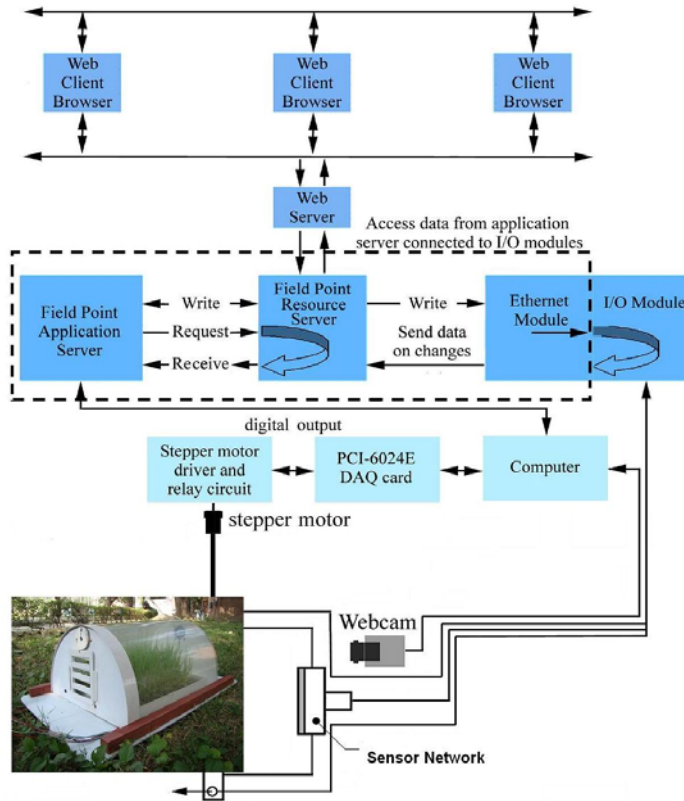 Web
Client
Browser
Web
Client
Browser
Web
Client
Browser
Web
Server
Access data from application
server connected to I/O modules
Field Point
Application
Server
Write
Request
Receive
Field Point
Resource
Server
Write
Send data
on changes
Ethernet
Module
I/O Module
digital output
Stepper motor
driver and
relay circuit
PCI-6024E
DAQ card
Computer
stepper motor
Webcam
Sensor Network